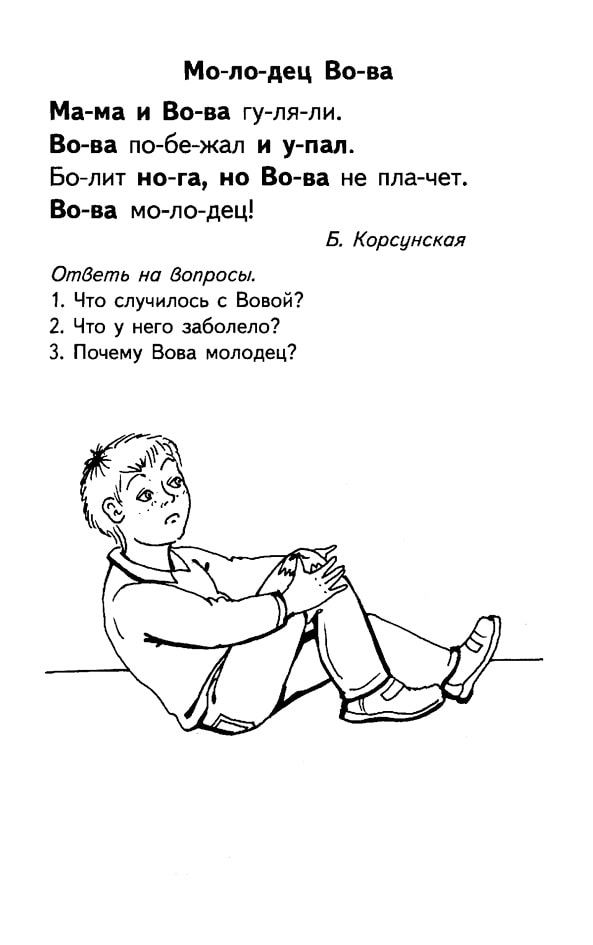 Мо-ло-дец Во-ва
Ма-ма и Во-ва гу-ля-ли.
Во-ва по-бе-жал и у-пал.
Бо-лит но-га, но Во-ва не пла-чет.
Во-ва мо-ло-дец!
Б. Корсунская
Ответь на вопросы.
1. Что случилось с Вовой?
2. Что у него заболело?
3. Почему Вова молодец?